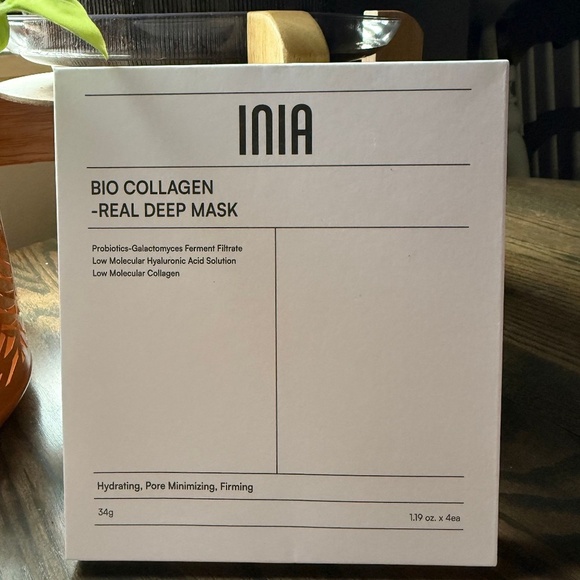 INIA
BIO COLLAGEN
-REAL DEEP MASK
Probiotics-Galactomyces Ferment Filtrate
Low Molecular Hyaluronic Acid Solution
Low Molecular Collagen
Hydrating, Pore Minimizing, Firming
34g
1.19 oz. x 4ea